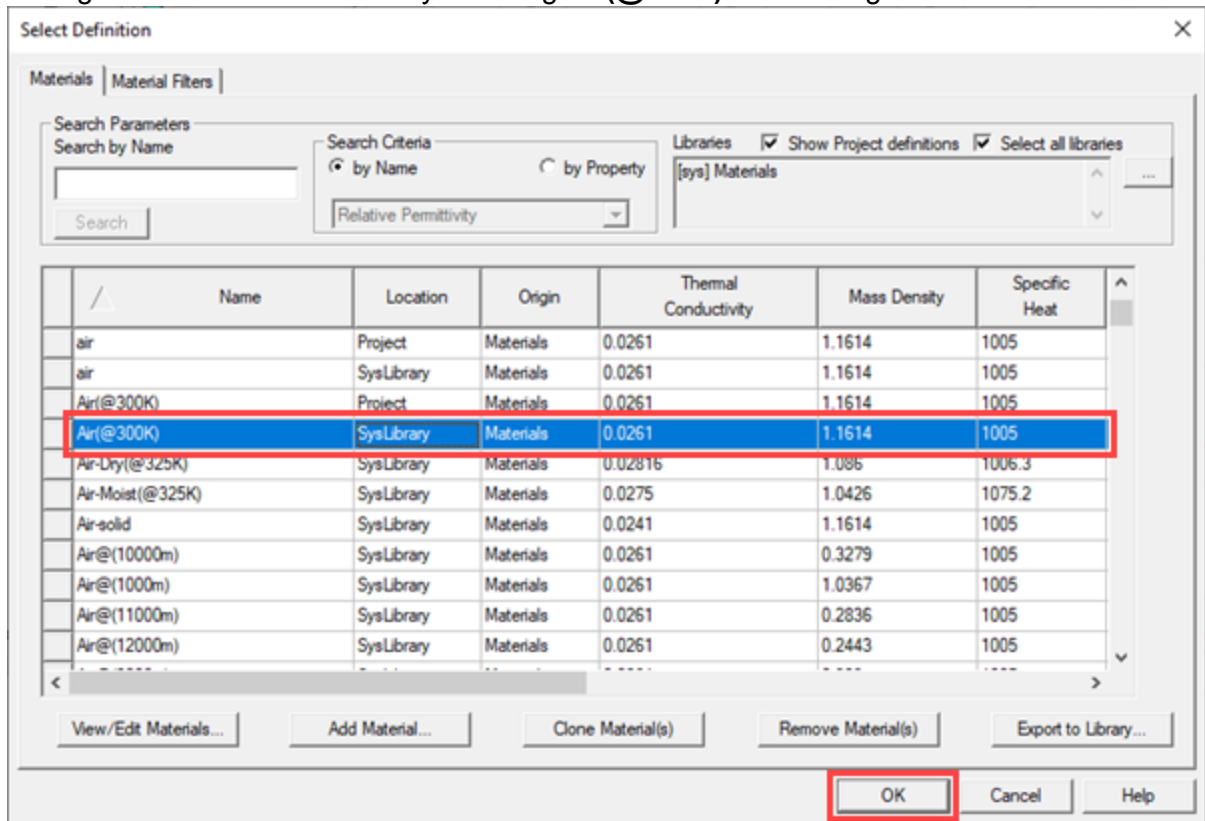 Select Definition
Materials Material Filters
Search Parameters
Search by Name
Search
Search Criteria
by Name by Property
Relative Permittivity
Libraries Show Project definitions Select all libraries
[sys] Materials
...
Name Location Origin Thermal Conductivity Mass Density Specific Heat
air Project Materials 0.0261 1.1614 1005
air SysLibrary Materials 0.0261 1.1614 1005
Air(@300K) Project Materials 0.0261 1.1614 1005
Air(@300K) SysLibrary Materials 0.0261 1.1614 1005
Air-Dry(@325K) SysLibrary Materials 0.02816 1.086 1006.3
Air-Moist(@325K) SysLibrary Materials 0.0275 1.0426 1075.2
Air-solid SysLibrary Materials 0.0241 1.1614 1005
Air@(10000m) SysLibrary Materials 0.0261 0.3279 1005
Air@(1000m) SysLibrary Materials 0.0261 1.0367 1005
Air@(11000m) SysLibrary Materials 0.0261 0.2836 1005
Air@(12000m) SysLibrary Materials 0.0261 0.2443 1005
View/Edit Materials... Add Material... Clone Material(s) Remove Material(s) Export to Library...
OK Cancel Help